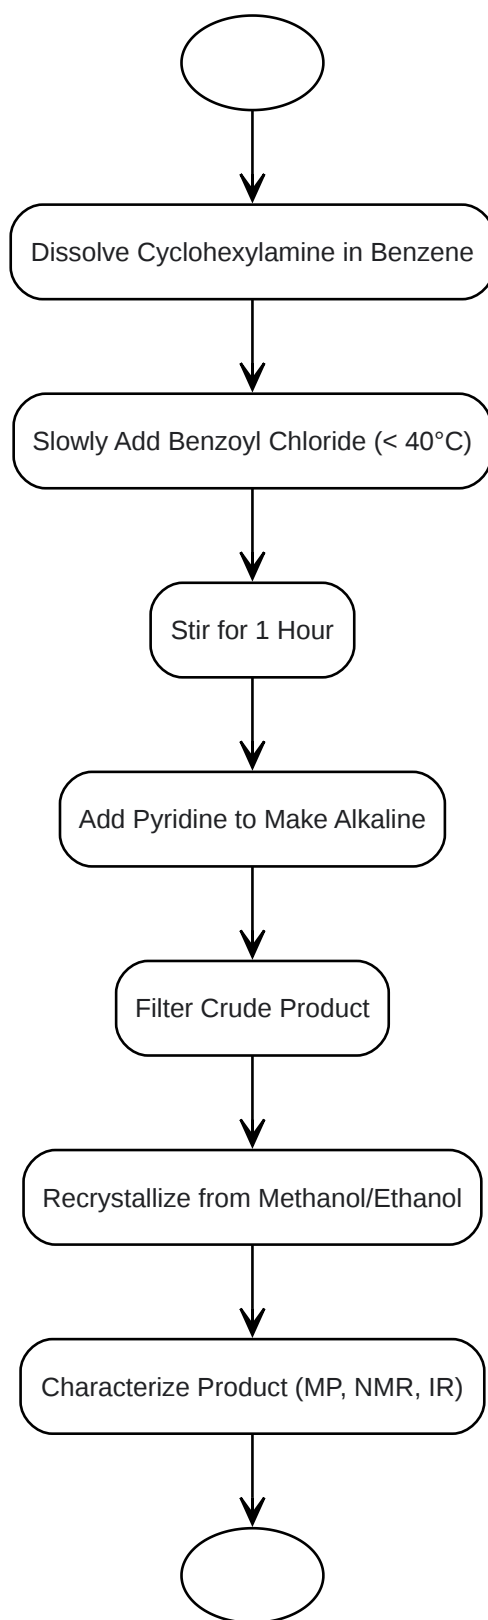 Dissolve Cyclohexylamine in Benzene
Slowly Add Benzoyl Chloride (< 40°C)
Stir for 1 Hour
Add Pyridine to Make Alkaline
Filter Crude Product
Recrystallize from Methanol/Ethanol
Characterize Product (MP, NMR, IR)